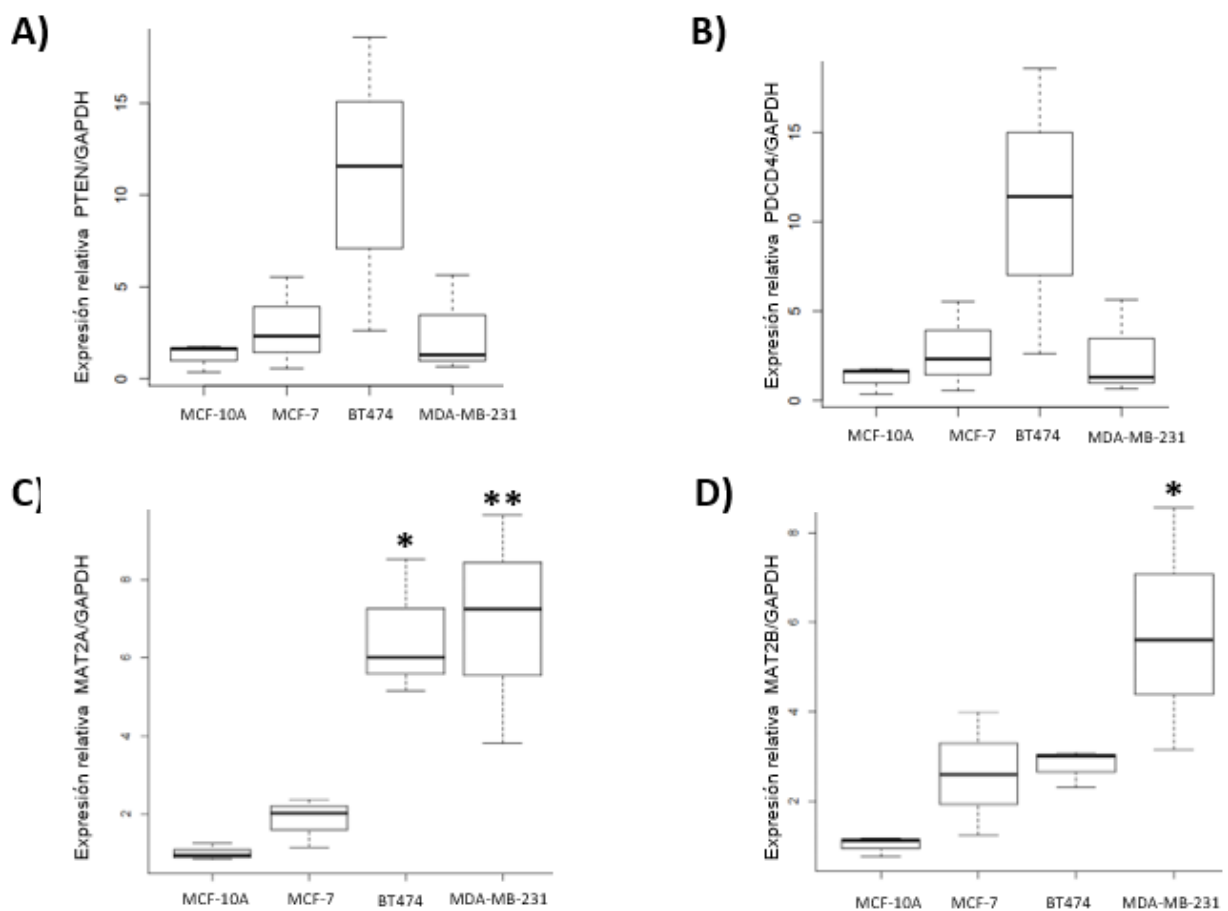 A)
Expresión relativa PTEN/GAPDH
15
10
5
0
MCF-10A MCF-7 BT474 MDA-MB-231
B)
Expresión relativa PDCD4/GAPDH
15
10
5
0
MCF-10A MCF-7 BT474 MDA-MB-231
C)
Expresión relativa MAT2A/GAPDH
8
6
4
2
* **
MCF-10A MCF-7 BT474 MDA-MB-231
D)
Expresión relativa MAT2B/GAPDH
8
6
4
2
*
MCF-10A MCF-7 BT474 MDA-MB-231